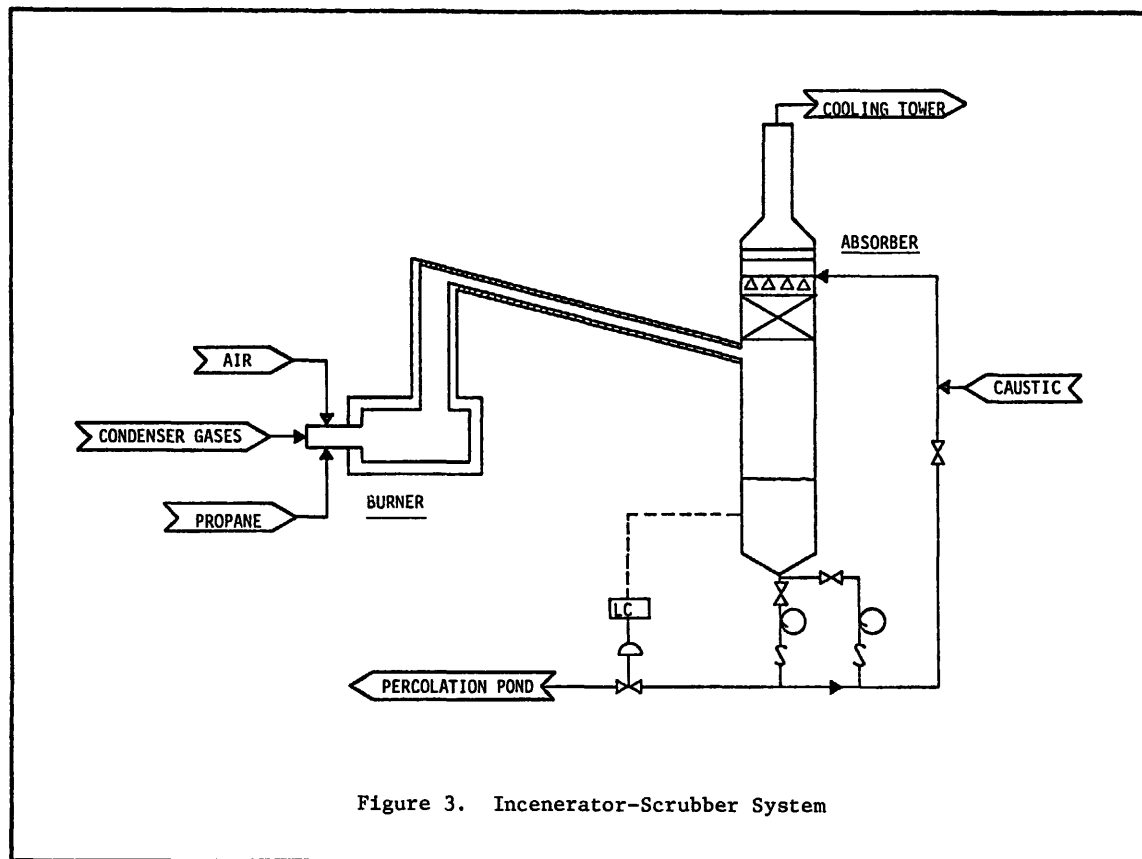 COOLING TOWER
ABSORBER
AIR
CAUSTIC
CONDENSER GASES
BURNER
PROPANE
LC
PERCOLATION POND
Figure 3. Incenerator-Scrubber System